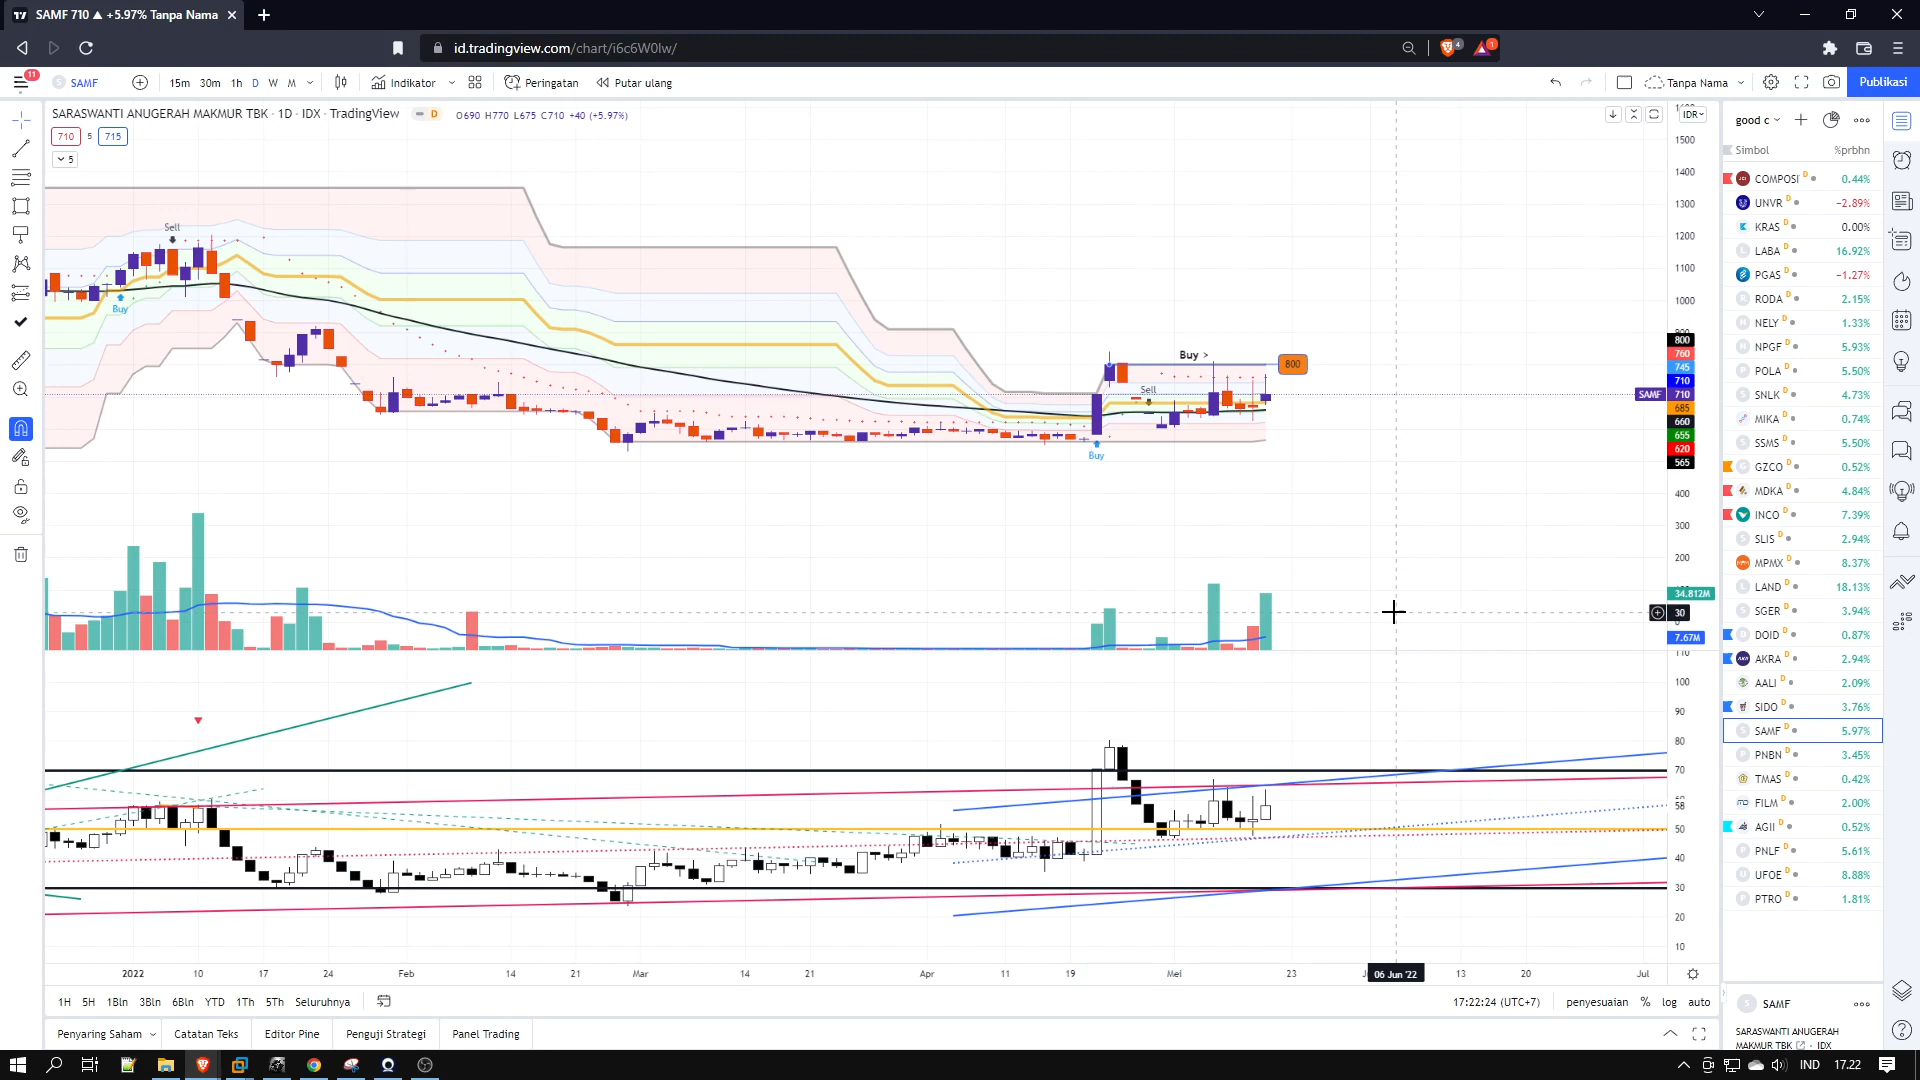 SAMF 710 ▲ +5.97% Tanpa Nama
id.tradingview.com/chart/i6c6W0Iw/
4
1
11
SAMF
15m 30m 1h D W M
Indikator
Peringatan
Putar ulang
Tanpa Nama
Publikasi
SARASWANTI ANUGERAH MAKMUR TBK · 1D · IDX · TradingView
D
O690 H770 L675 C710 +40 (+5.97%)
710 5 715
5
IDR
1500
1400
1300
1200
1100
1000
800
760
745
SAMF 710
710
685
660
655
620
565
400
300
200
34.812M
30
7.67M
110
100
90
80
70
58
50
40
30
20
10
Sell
Buy
Buy >
800
Sell
Buy
2022 10 17 24 Feb 14 21 Mar 14 21 Apr 11 19 Mei 23 06 Jun '22 13 20 Jul
1H 5H 1Bln 3Bln 6Bln YTD 1Th 5Th Seluruhnya
17:22:24 (UTC+7) penyesuaian % log auto
Penyaring Saham Catatan Teks Editor Pine Penguji Strategi Panel Trading
good c
Simbol %prbhn
COMPOSI D 0.44%
UNVR D −2.89%
KRAS D 0.00%
LABA D 16.92%
PGAS D −1.27%
RODA D 2.15%
NELY D 1.33%
NPGF D 5.93%
POLA D 5.50%
SNLK D 4.73%
MIKA D 0.74%
SSMS D 5.50%
GZCO D 0.52%
MDKA D 4.84%
INCO D 7.39%
SLIS D 2.94%
MPMX D 8.37%
LAND D 18.13%
SGER D 3.94%
DOID D 0.87%
AKRA D 2.94%
AALI D 2.09%
SIDO D 3.76%
SAMF D 5.97%
PNBN D 3.45%
TMAS D 0.42%
FILM D 2.00%
AGII D 0.52%
PNLF D 5.61%
UFOE D 8.88%
PTRO D 1.81%
SAMF
SARASWANTI ANUGERAH
MAKMUR TBK · IDX
IND 17.22